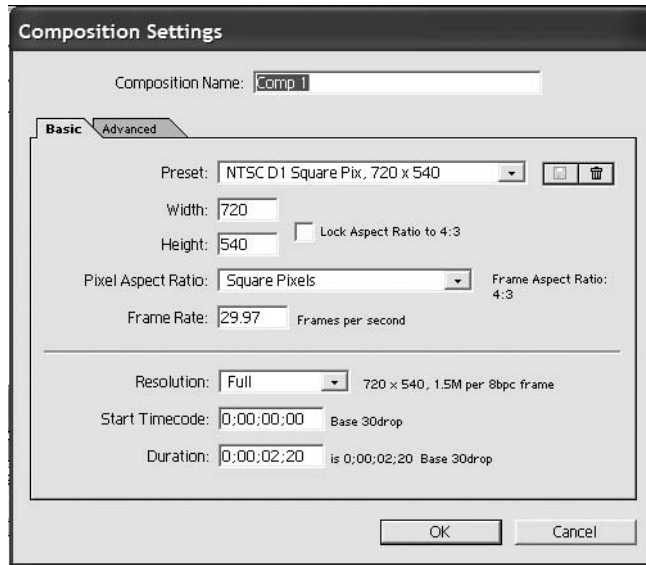 Composition Settings
Composition Name: Comp 1
Basic Advanced
Preset: NTSC D1 Square Pix, 720 x 540
Width: 720
Lock Aspect Ratio to 4:3
Height: 540
Pixel Aspect Ratio: Square Pixels Frame Aspect Ratio:
4:3
Frame Rate: 29.97 Frames per second
Resolution: Full 720 x 540, 1.5M per 8bpc frame
Start Timecode: 0;00;00;00 Base 30drop
Duration: 0;00;02;20 is 0;00;02;20 Base 30drop
OK Cancel